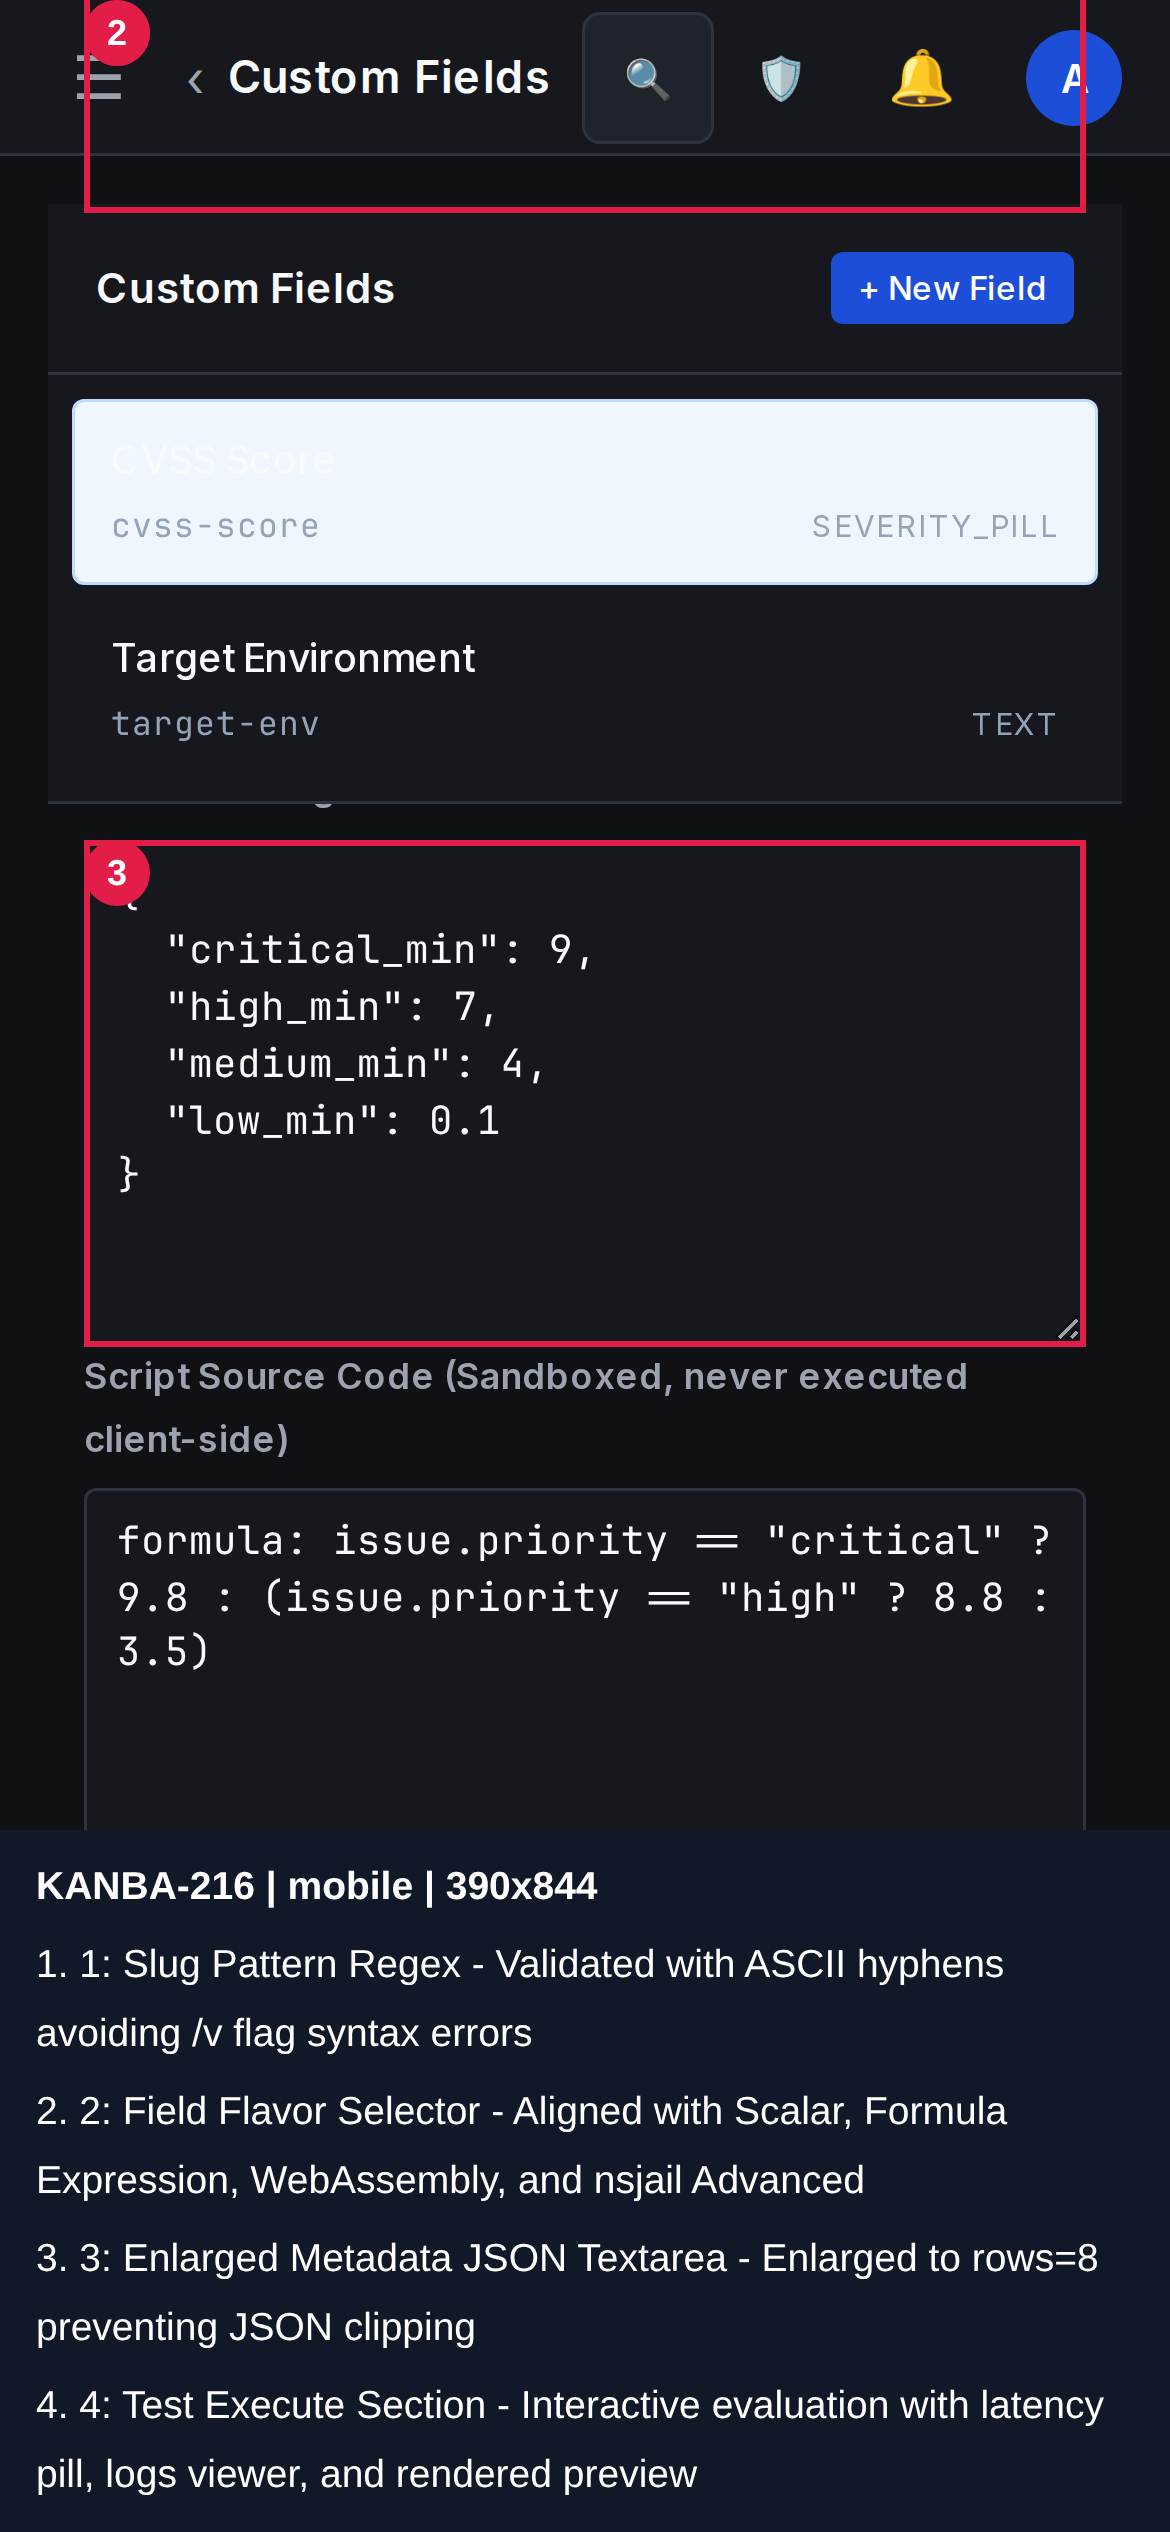 2
‹ Custom Fields
A
Custom Fields
+ New Field
CVSS Score
cvss-score
SEVERITY_PILL
Target Environment
target-env
TEXT
3
{
"critical_min": 9,
"high_min": 7,
"medium_min": 4,
"low_min": 0.1
}
Script Source Code (Sandboxed, never executed
client-side)
formula: issue.priority == "critical" ?
9.8 : (issue.priority == "high" ? 8.8 :
3.5)
KANBA-216 | mobile | 390x844
1. 1: Slug Pattern Regex - Validated with ASCII hyphens
avoiding /v flag syntax errors
2. 2: Field Flavor Selector - Aligned with Scalar, Formula
Expression, WebAssembly, and nsjail Advanced
3. 3: Enlarged Metadata JSON Textarea - Enlarged to rows=8
preventing JSON clipping
4. 4: Test Execute Section - Interactive evaluation with latency
pill, logs viewer, and rendered preview